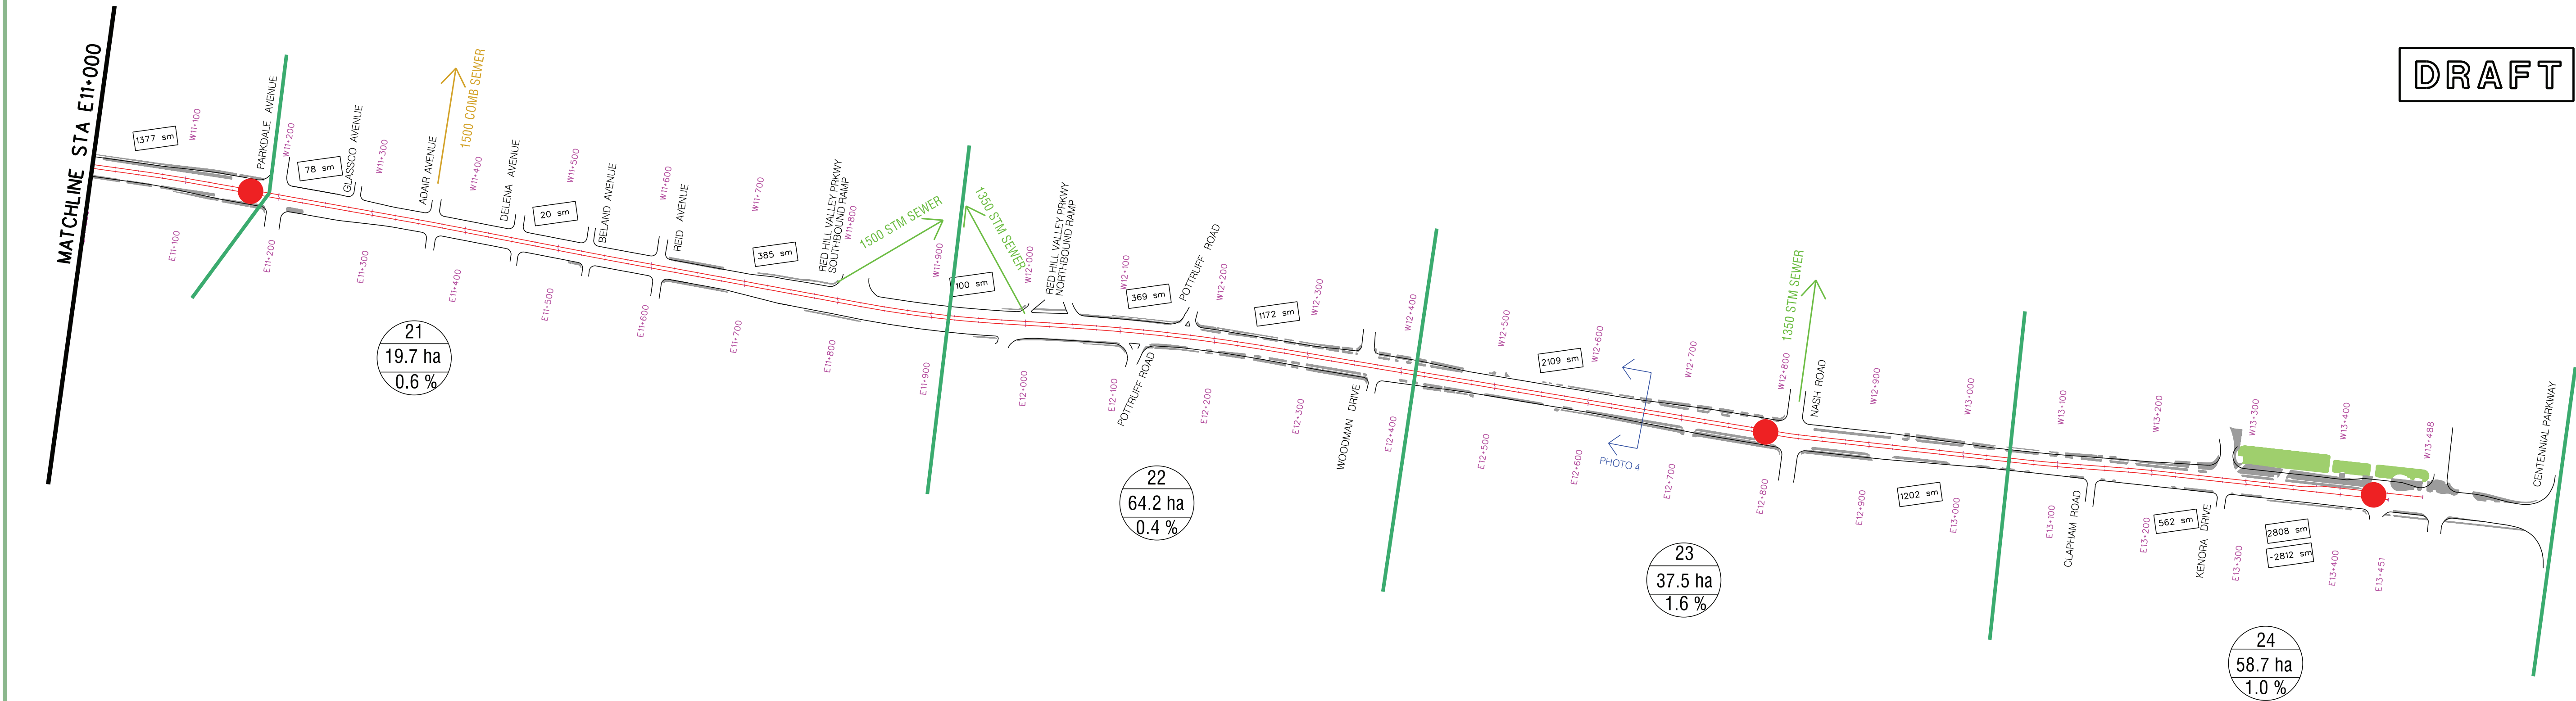 DRAFT
MATCHLINE STA E11+000
1377 sm
W11+100
PARKDALE AVENUE
W11+200
78 sm
GLASSCO AVENUE
W11+300
ADAIR AVENUE
1500 COMB SEWER
W11+400
DELENA AVENUE
20 sm
W11+500
BELAND AVENUE
W11+600
REID AVENUE
W11+700
385 sm
RED HILL VALLEY PRKWY
SOUTHBOUND RAMP
W11+800
1500 STM SEWER
W11+900
100 sm
1350 STM SEWER
W12+000
RED HILL VALLEY PRKWY
NORTHBOUND RAMP
W12+100
369 sm
POTTRUFF ROAD
W12+200
1172 sm
W12+300
W12+400
W12+500
2109 sm
W12+600
W12+700
W12+800
1350 STM SEWER
NASH ROAD
W12+900
W13+000
W13+100
W13+200
W13+300
W13+400
W13+488
CENTENNIAL PARKWAY
E11+100
E11+200
E11+300
E11+400
E11+500
E11+600
E11+700
E11+800
E11+900
E12+000
E12+100
POTTRUFF ROAD
E12+200
E12+300
WOODMAN DRIVE
E12+400
E12+500
E12+600
PHOTO 4
E12+700
E12+800
E12+900
1202 sm
E13+000
E13+100
CLAPHAM ROAD
E13+200
562 sm
KENORA DRIVE
E13+300
2808 sm
-2812 sm
E13+400
E13+451
21
19.7 ha
0.6 %
22
64.2 ha
0.4 %
23
37.5 ha
1.6 %
24
58.7 ha
1.0 %